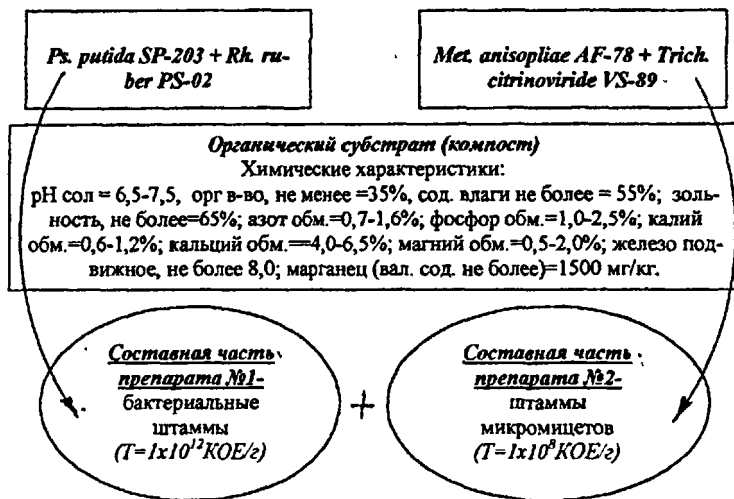 Ps. putida SP-203 + Rh. ru-
ber PS-02
Met. anisopliae AF-78 + Trich.
citrinoviride VS-89
Органический субстрат (компост)
Химические характеристики:
pH сол = 6,5-7,5, орг в-во, не менее =35%, сод. влаги не более = 55%; золь-
ность, не более=65%; азот обм.=0,7-1,6%; фосфор обм.=1,0-2,5%; калий
обм.=0,6-1,2%; кальций обм.==4,0-6,5%; магний обм.=0,5-2,0%; железо под-
вижное, не более 8,0; марганец (вал. сод. не более)=1500 мг/кг.
Составная часть
препарата №1-
бактериальные
штаммы
(T=1x10¹²КОЕ/г)
+
Составная часть
препарата №2-
штаммы
микромицетов
(T=1x10⁸КОЕ/г)